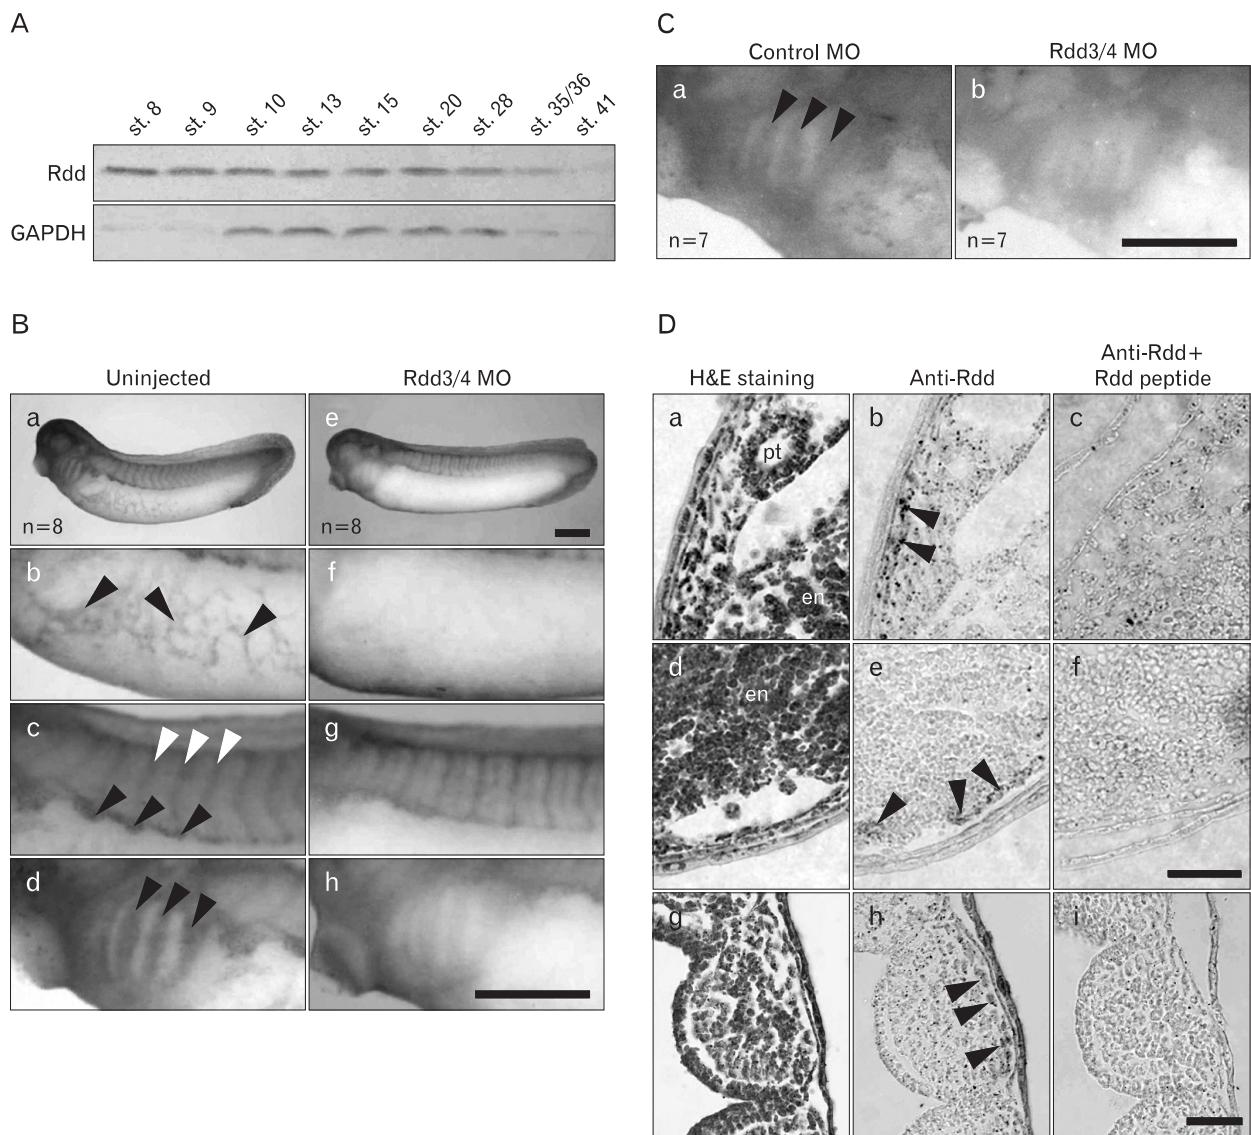 A
st. 8 st. 9 st. 10 st. 13 st. 15 st. 20 st. 28 st. 35/36 st. 41
Rdd
GAPDH
B
Uninjected Rdd3/4 MO
a e
n=8 n=8
b f
c g
d h
C
Control MO Rdd3/4 MO
a b
n=7 n=7
D
H&E staining Anti-Rdd Anti-Rdd+
Rdd peptide
a b c
pt
en
d e f
en
g h i